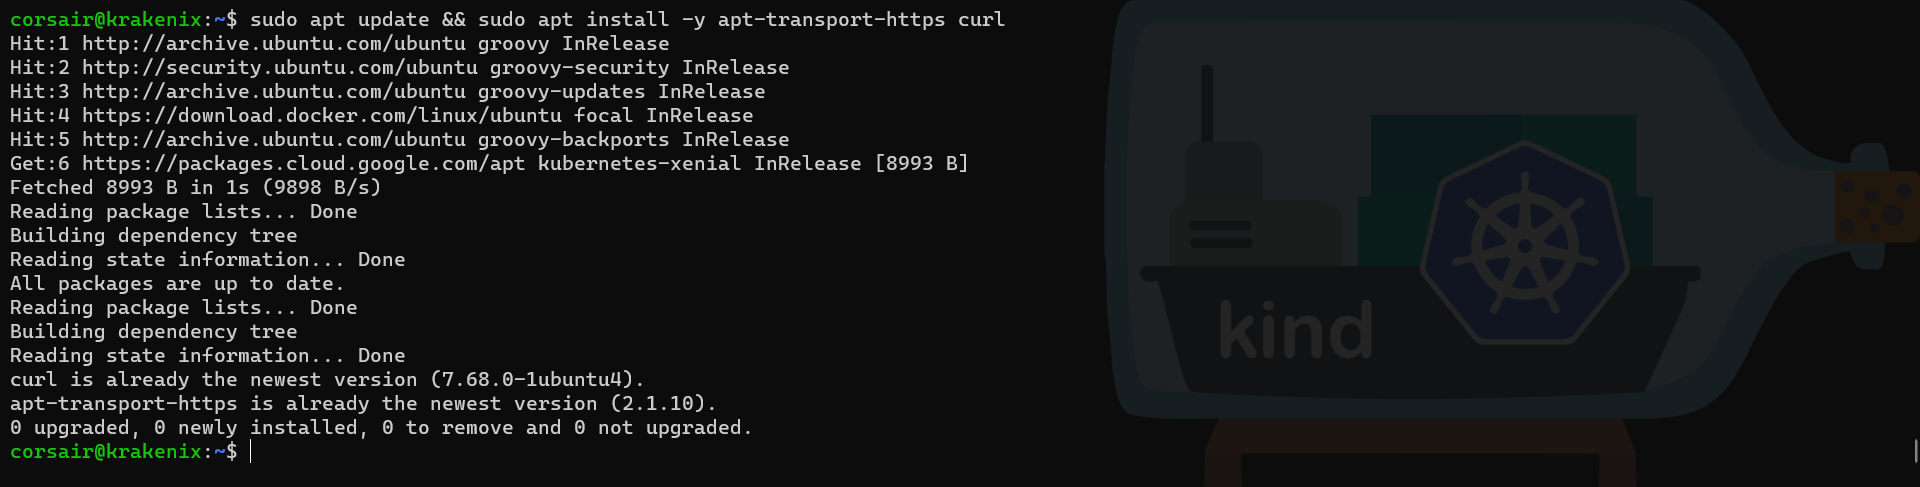 corsair@krakenix:~$ sudo apt update && sudo apt install -y apt-transport-https curl
Hit:1 http://archive.ubuntu.com/ubuntu groovy InRelease
Hit:2 http://security.ubuntu.com/ubuntu groovy-security InRelease
Hit:3 http://archive.ubuntu.com/ubuntu groovy-updates InRelease
Hit:4 https://download.docker.com/linux/ubuntu focal InRelease
Hit:5 http://archive.ubuntu.com/ubuntu groovy-backports InRelease
Get:6 https://packages.cloud.google.com/apt kubernetes-xenial InRelease [8993 B]
Fetched 8993 B in 1s (9898 B/s)
Reading package lists... Done
Building dependency tree
Reading state information... Done
All packages are up to date.
Reading package lists... Done
Building dependency tree
Reading state information... Done
curl is already the newest version (7.68.0-1ubuntu4).
apt-transport-https is already the newest version (2.1.10).
0 upgraded, 0 newly installed, 0 to remove and 0 not upgraded.
corsair@krakenix:~$
kind